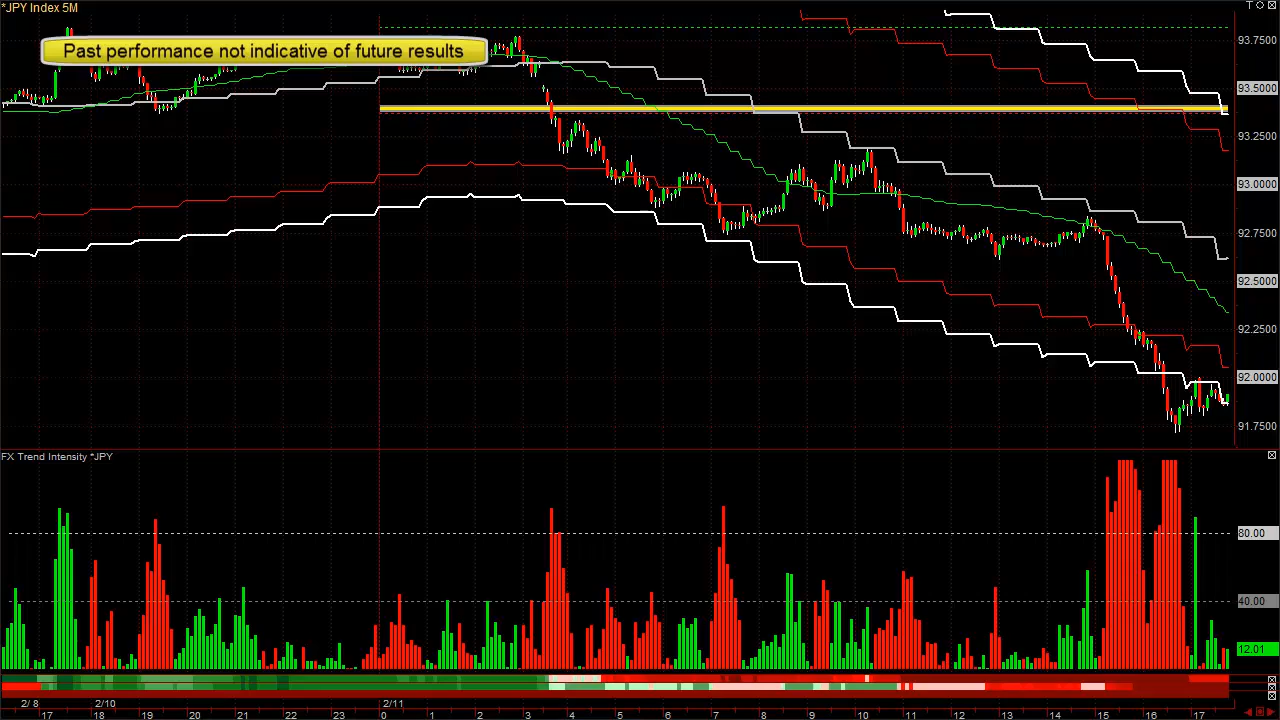 *JPY Index 5M
Past performance not indicative of future results
93.7500
93.5000
93.2500
93.0000
92.7500
92.5000
92.2500
92.0000
91.7500
FX Trend Intensity *JPY
80.00
40.00
12.01
2/ 8 2/10 2/11
17 18 19 20 21 22 23 0 1 2 3 4 5 6 7 8 9 10 11 12 13 14 15 16 17